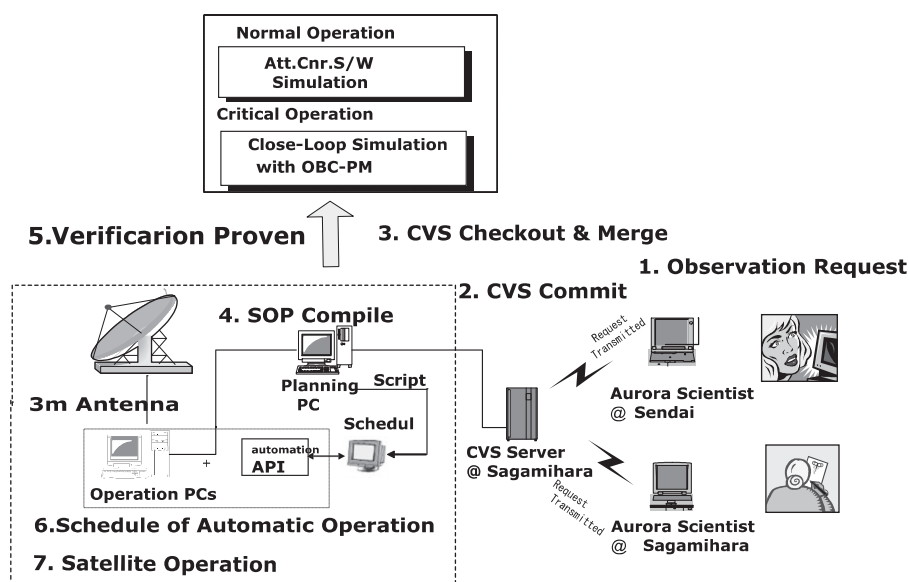 Normal Operation
Att.Cnr.S/W
Simulation
Critical Operation
Close-Loop Simulation
with OBC-PM
5.Verificarion Proven
3. CVS Checkout & Merge
1. Observation Request
2. CVS Commit
4. SOP Compile
Request
Transmitted
Planning
PC
Script
Aurora Scientist
@ Sendai
3m Antenna
Schedul
automation
API
CVS Server
@ Sagamihara
Operation PCs
Request
Transmitted
6.Schedule of Automatic Operation
Aurora Scientist
@ Sagamihara
7. Satellite Operation